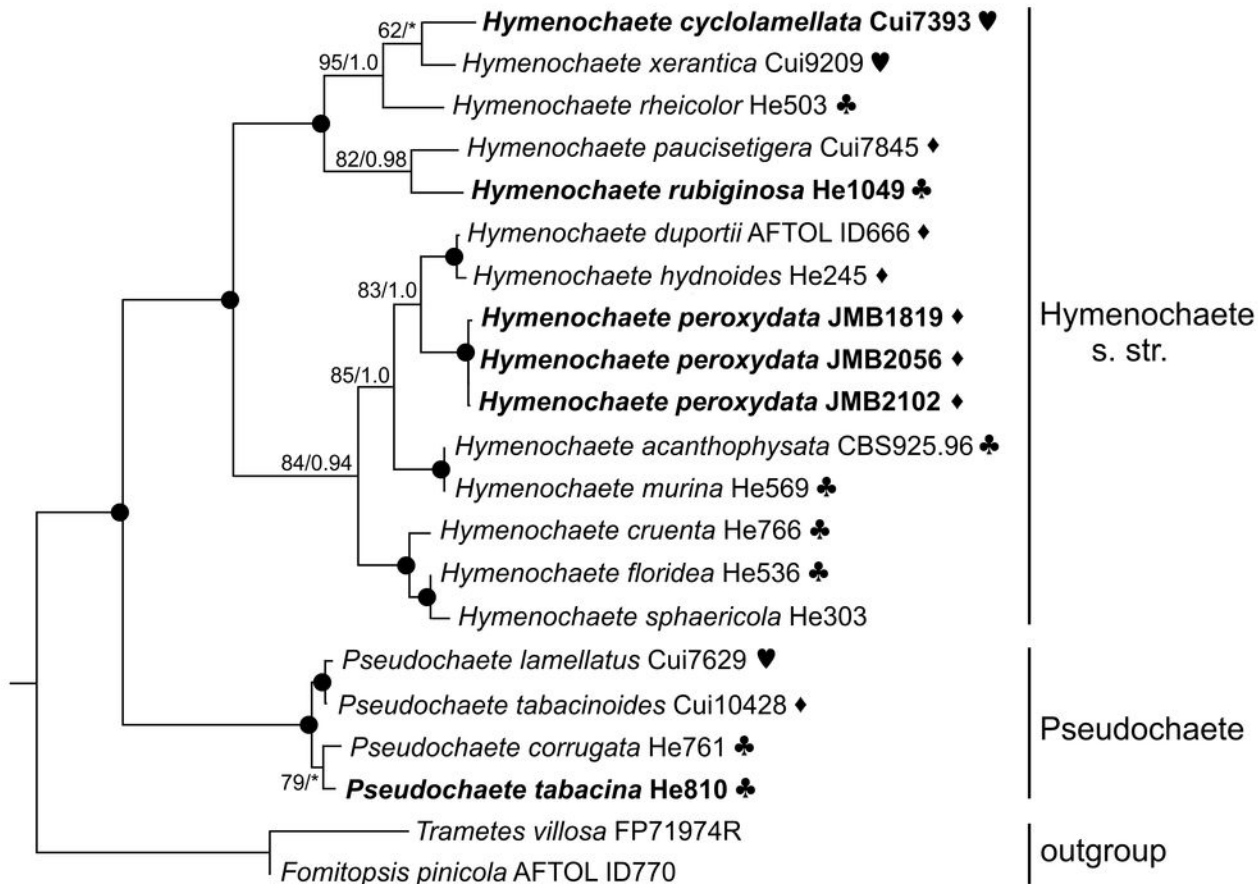 Hymenochaete cyclolamellata Cui7393 ♥
62/*
Hymenochaete xerantica Cui9209 ♥
95/1.0
Hymenochaete rheicolor He503 ♣
Hymenochaete paucisetigera Cui7845 ♦
82/0.98
Hymenochaete rubiginosa He1049 ♣
Hymenochaete duportii AFTOL ID666 ♦
Hymenochaete hydnoides He245 ♦
83/1.0
Hymenochaete peroxydata JMB1819 ♦
Hymenochaete peroxydata JMB2056 ♦
85/1.0
Hymenochaete peroxydata JMB2102 ♦
Hymenochaete acanthophysata CBS925.96 ♣
84/0.94
Hymenochaete murina He569 ♣
Hymenochaete cruenta He766 ♣
Hymenochaete floridea He536 ♣
Hymenochaete sphaericola He303
Hymenochaete
s. str.
Pseudochaete lamellatus Cui7629 ♥
Pseudochaete tabacinoides Cui10428 ♦
Pseudochaete corrugata He761 ♣
79/*
Pseudochaete tabacina He810 ♣
Pseudochaete
Trametes villosa FP71974R
Fomitopsis pinicola AFTOL ID770
outgroup